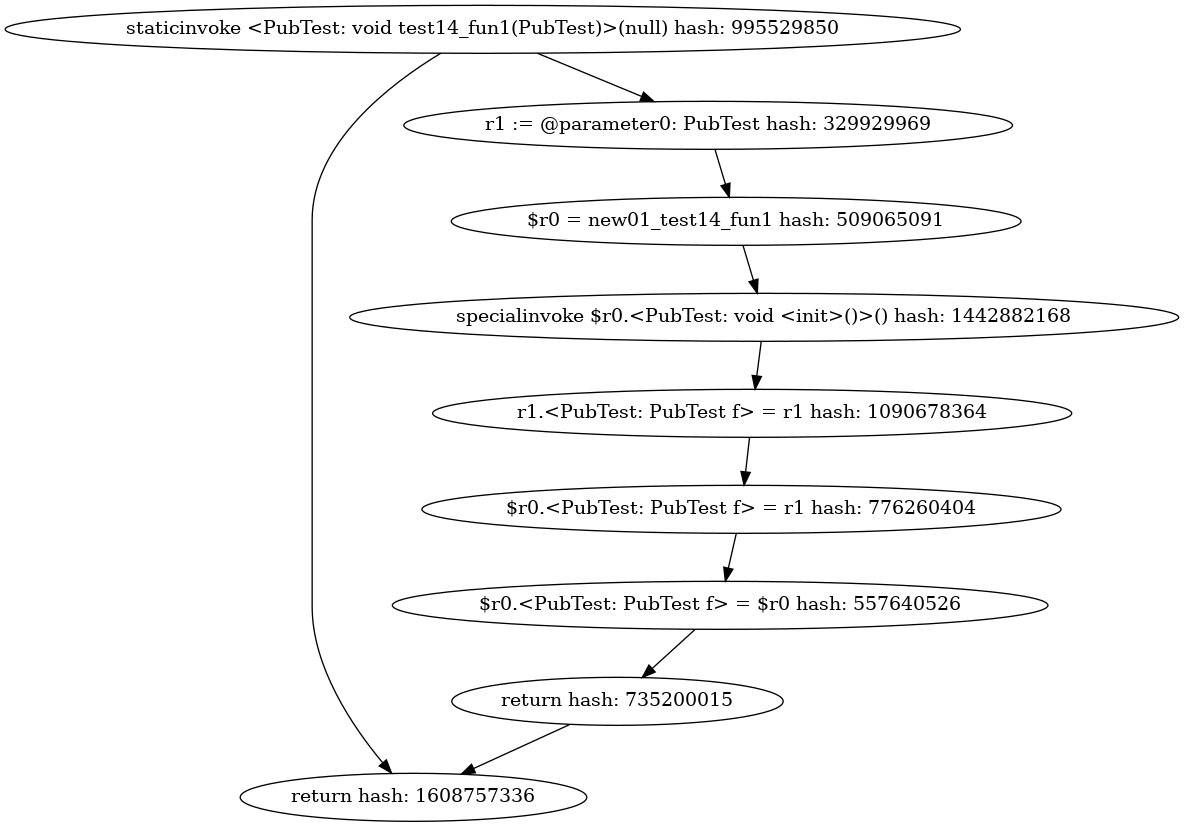 staticinvoke <PubTest: void test14_fun1(PubTest)>(null) hash: 995529850
r1 := @parameter0: PubTest hash: 329929969
$r0 = new01_test14_fun1 hash: 509065091
specialinvoke $r0.<PubTest: void <init>()>() hash: 1442882168
r1.<PubTest: PubTest f> = r1 hash: 1090678364
$r0.<PubTest: PubTest f> = r1 hash: 776260404
$r0.<PubTest: PubTest f> = $r0 hash: 557640526
return hash: 735200015
return hash: 1608757336